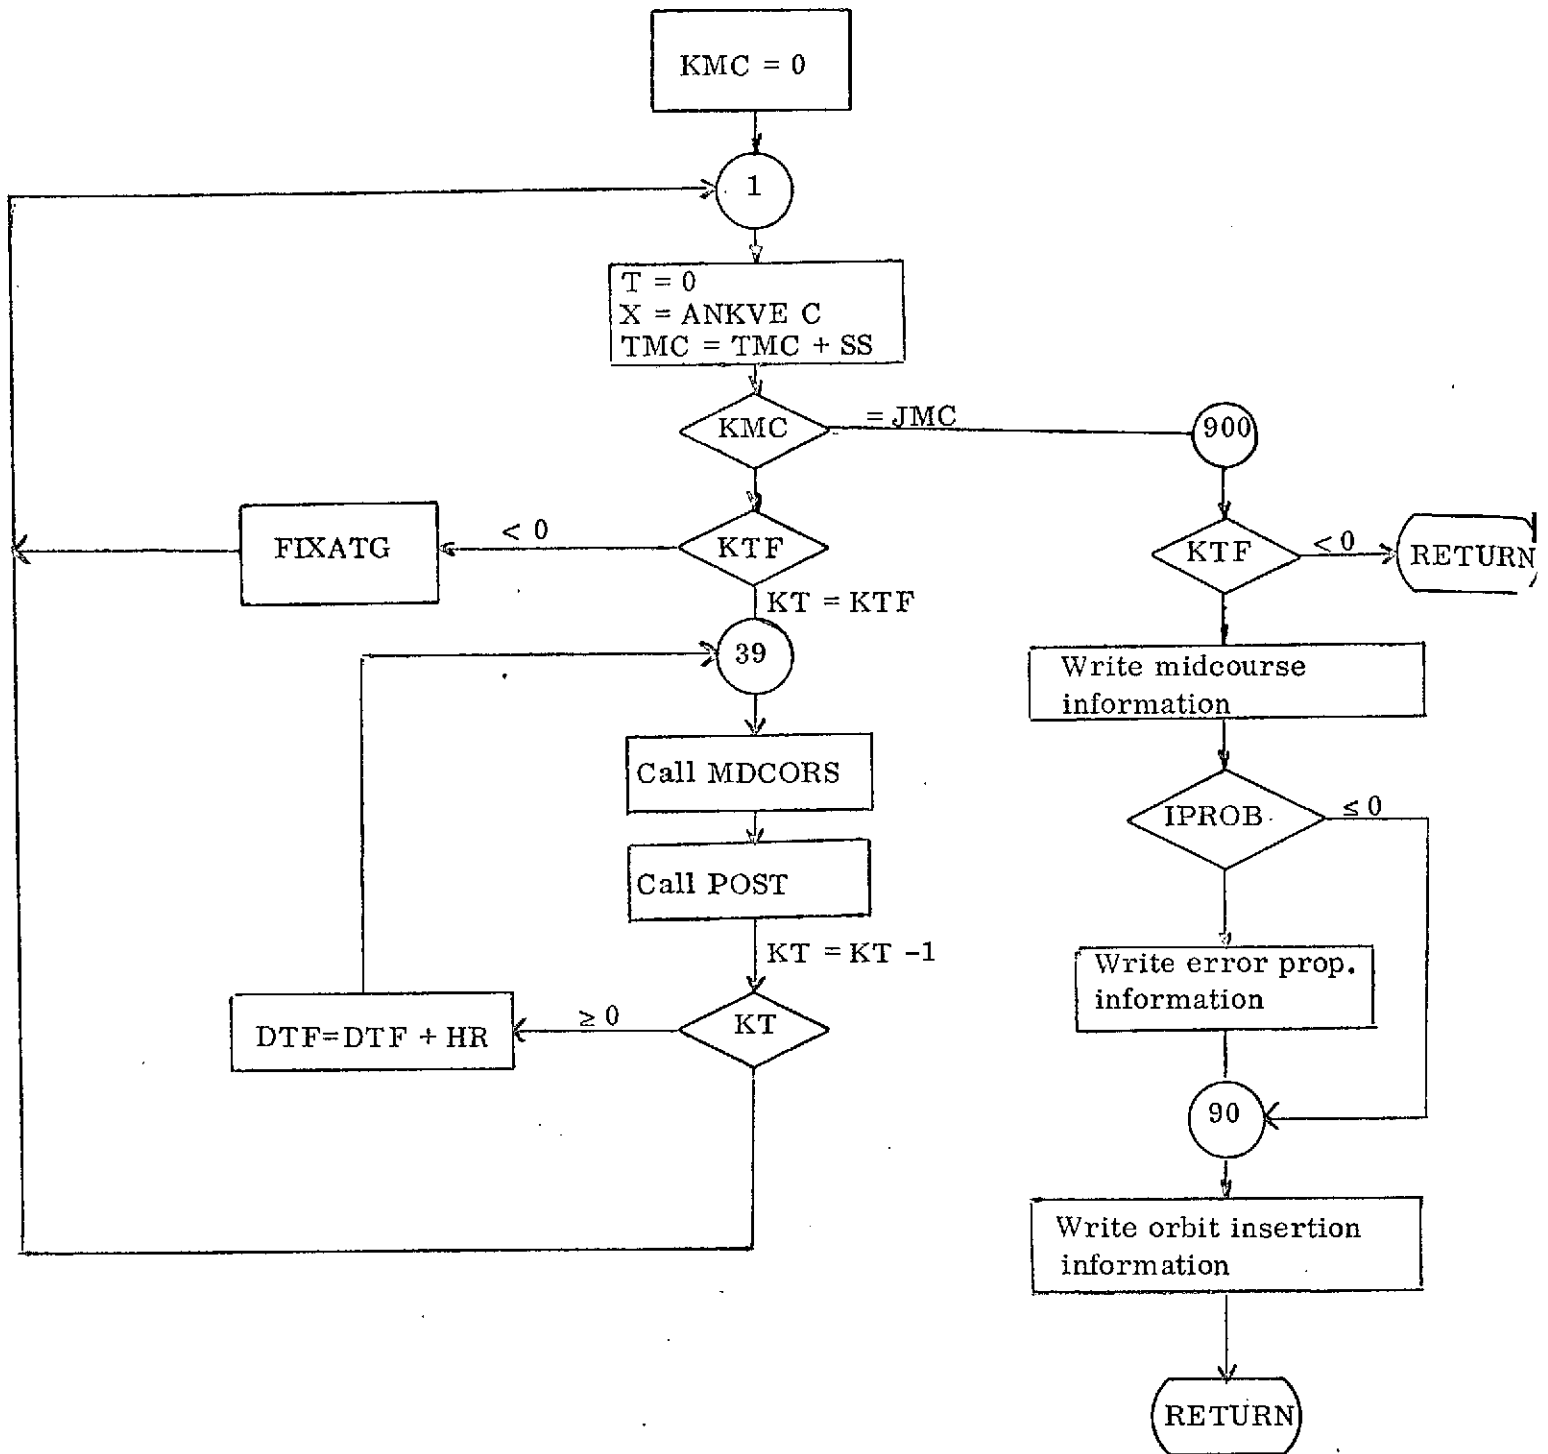 KMC = 0
1
T = 0
X = ANKVE C
TMC = TMC + SS
KMC
= JMC
900
FIXATG
< 0
KTF
KT = KTF
KTF
< 0
RETURN
39
Write midcourse
information
Call MDCORS
IPROB
≤ 0
Call POST
KT = KT -1
Write error prop.
information
DTF=DTF + HR
≥ 0
KT
90
Write orbit insertion
information
RETURN